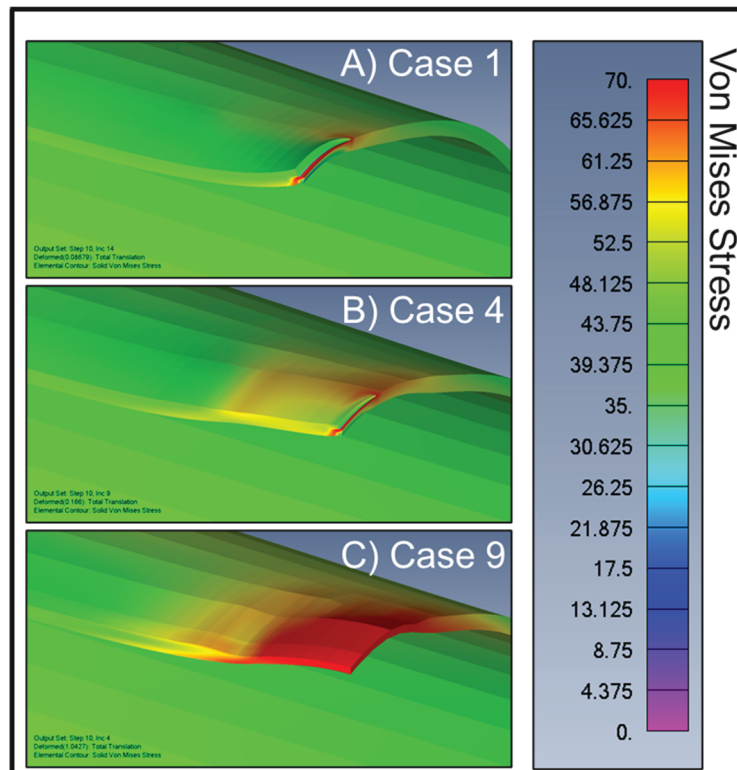 A) Case 1
Output Set: Step 10, Inc 14
Deformed(0.08679): Total Translation
Elemental Contour: Solid Von Mises Stress
B) Case 4
Output Set: Step 10, Inc 9
Deformed(0.166): Total Translation
Elemental Contour: Solid Von Mises Stress
C) Case 9
Output Set: Step 10, Inc 4
Deformed(1.0427): Total Translation
Elemental Contour: Solid Von Mises Stress
70.
65.625
61.25
56.875
52.5
48.125
43.75
39.375
35.
30.625
26.25
21.875
17.5
13.125
8.75
4.375
0.
Von Mises Stress